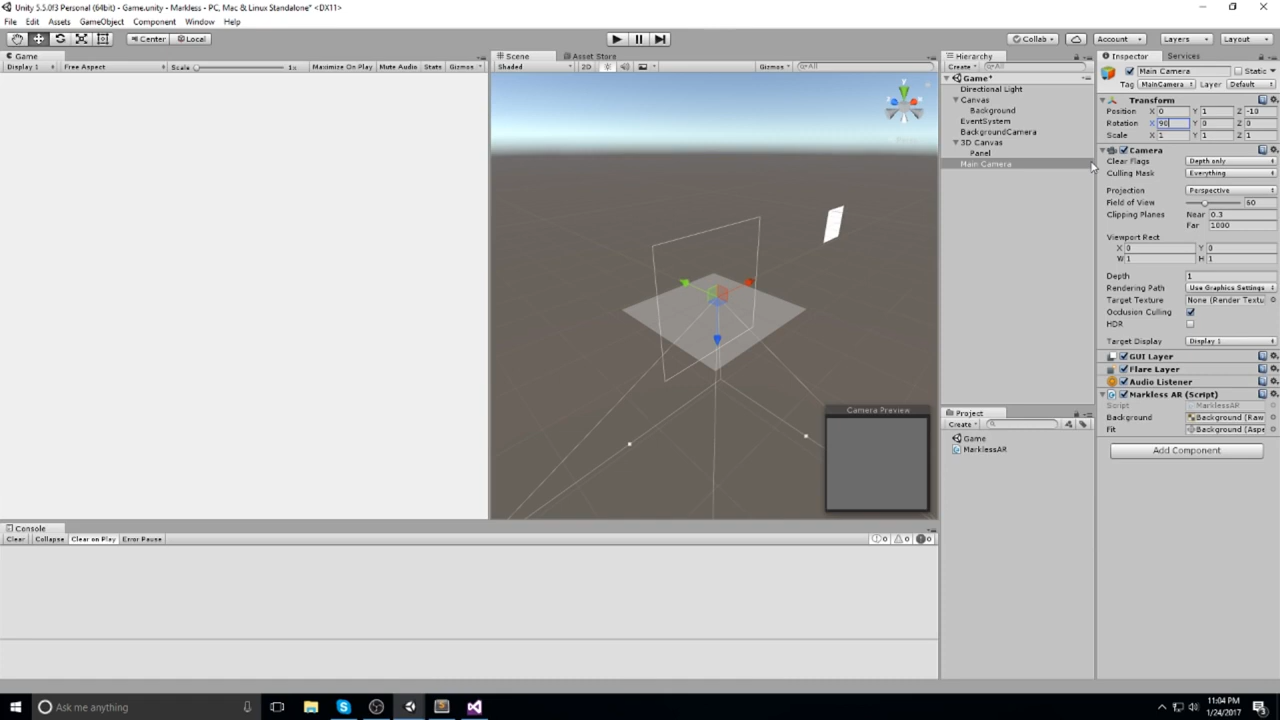 Unity 5.5.0f3 Personal (64bit) - Game.unity - Markless - PC, Mac & Linux Standalone* <DX11>
File Edit Assets GameObject Component Window Help
Center Local Collab Account Layers Layout
Game Scene Asset Store Hierarchy Inspector Services
Display 1 Free Aspect Scale 1x Maximize On Play Mute Audio Stats Gizmos Shaded 2D Gizmos All Create All
Main Camera Static
Game*
Tag MainCamera Layer Default
Directional Light
Canvas
Background
EventSystem
BackgroundCamera
3D Canvas
Panel
Main Camera
Transform
Position X 0 Y 1 Z -10
Rotation X 90 Y 0 Z 0
Scale X 1 Y 1 Z 1
Camera
Clear Flags Depth only
Culling Mask Everything
Projection Perspective
Field of View 60
Clipping Planes Near 0.3
Far 1000
Viewport Rect
X 0 Y 0
W 1 H 1
Depth 1
Rendering Path Use Graphics Settings
Target Texture None (Render Textu
Occlusion Culling
HDR
Target Display Display 1
GUI Layer
Flare Layer
Audio Listener
Markless AR (Script)
Script MarklessAR
Background Background (Raw
Fit Background (Aspe
Add Component
y
Camera Preview
Project
Create
Game
MarklessAR
Console
Clear Collapse Clear on Play Error Pause 0 0 0
Ask me anything
11:04 PM
1/24/2017